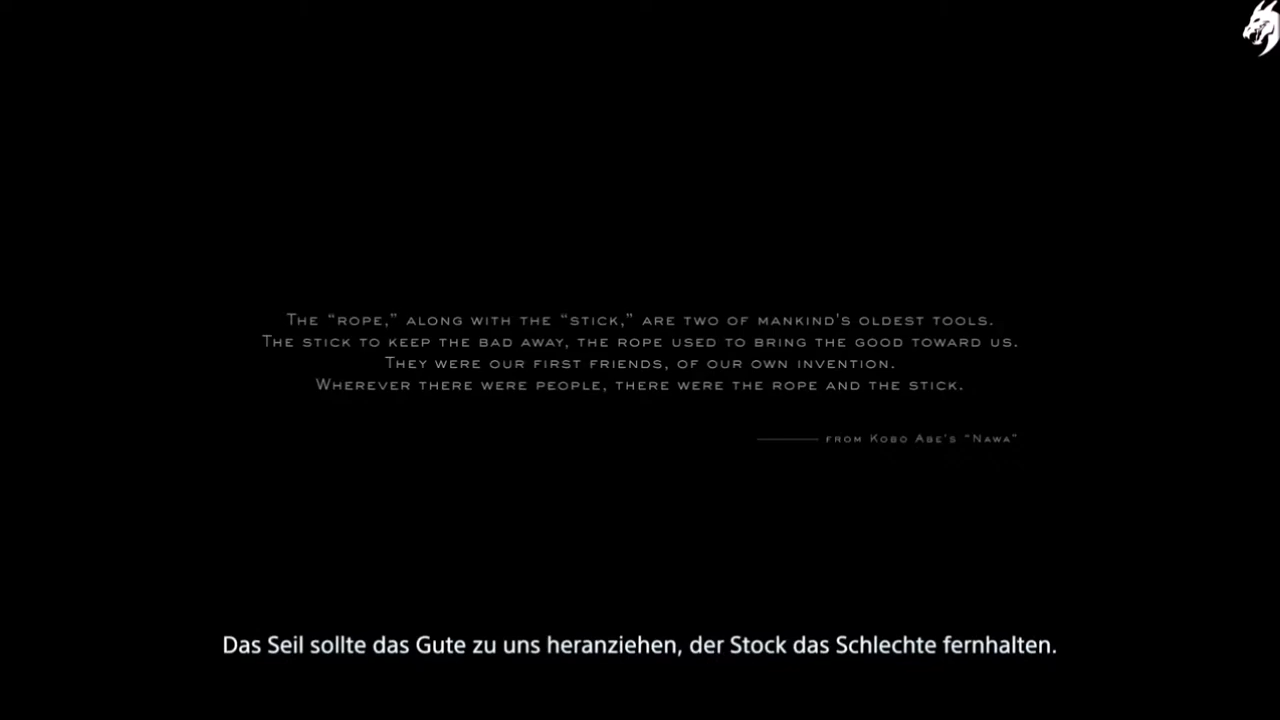 The “rope,” along with the “stick,” are two of mankind's oldest tools.
The stick to keep the bad away, the rope used to bring the good toward us.
They were our first friends, of our own invention.
Wherever there were people, there were the rope and the stick.
from Kobo Abe's “Nawa”
Das Seil sollte das Gute zu uns heranziehen, der Stock das Schlechte fernhalten.